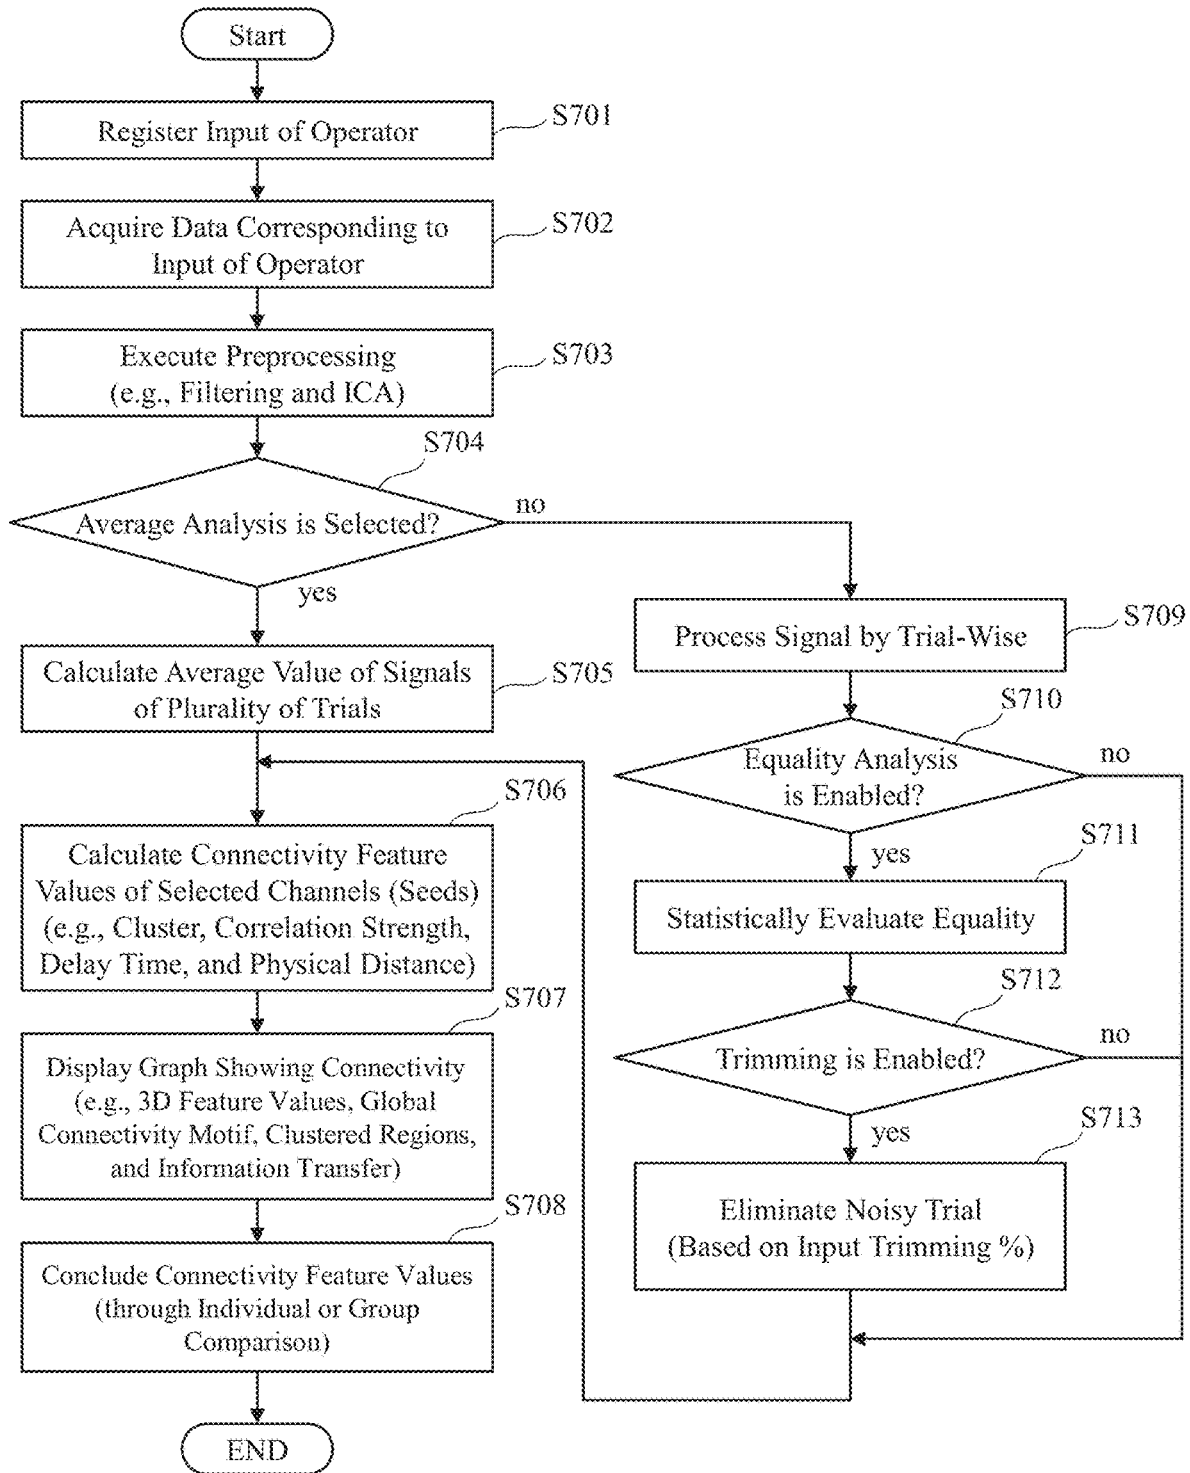 Start
Register Input of Operator
S701
Acquire Data Corresponding to
Input of Operator
S702
Execute Preprocessing
(e.g., Filtering and ICA)
S703
S704
Average Analysis is Selected?
no
yes
Calculate Average Value of Signals
of Plurality of Trials
S705
S706
Calculate Connectivity Feature
Values of Selected Channels (Seeds)
(e.g., Cluster, Correlation Strength,
Delay Time, and Physical Distance)
S707
Display Graph Showing Connectivity
(e.g., 3D Feature Values, Global
Connectivity Motif, Clustered Regions,
and Information Transfer)
S708
Conclude Connectivity Feature Values
(through Individual or Group
Comparison)
END
Process Signal by Trial-Wise
S709
S710
Equality Analysis
is Enabled?
no
yes
S711
Statistically Evaluate Equality
S712
Trimming is Enabled?
no
yes
S713
Eliminate Noisy Trial
(Based on Input Trimming %)